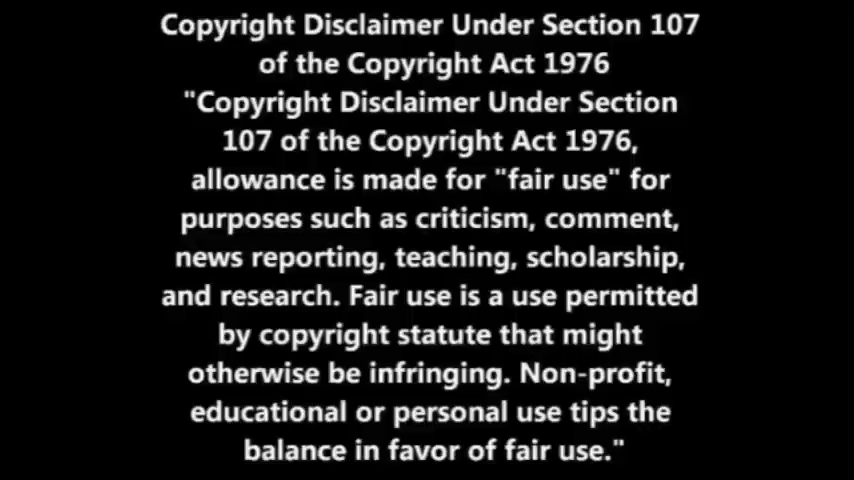 Copyright Disclaimer Under Section 107
of the Copyright Act 1976
"Copyright Disclaimer Under Section
107 of the Copyright Act 1976,
allowance is made for "fair use" for
purposes such as criticism, comment,
news reporting, teaching, scholarship,
and research. Fair use is a use permitted
by copyright statute that might
otherwise be infringing. Non-profit,
educational or personal use tips the
balance in favor of fair use."